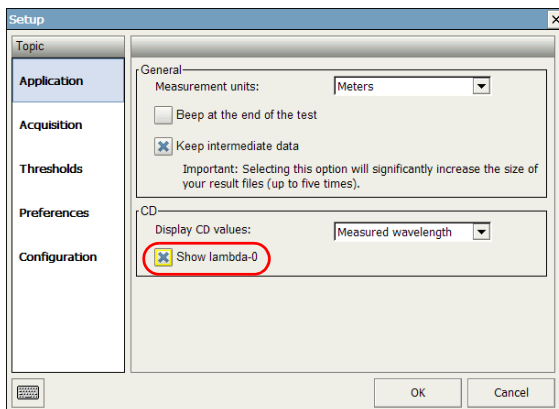 Setup
Topic
Application
Acquisition
Thresholds
Preferences
Configuration
General
Measurement units: Meters
Beep at the end of the test
Keep intermediate data
Important: Selecting this option will significantly increase the size of
your result files (up to five times).
CD
Display CD values: Measured wavelength
Show lambda-0
OK Cancel